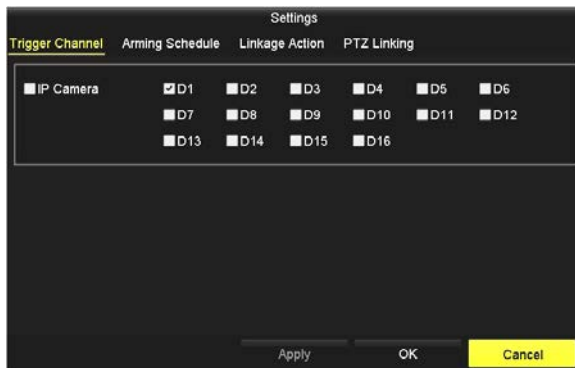 Settings
Trigger Channel Arming Schedule Linkage Action PTZ Linking
IP Camera D1 D2 D3 D4 D5 D6
D7 D8 D9 D10 D11 D12
D13 D14 D15 D16
Apply OK Cancel